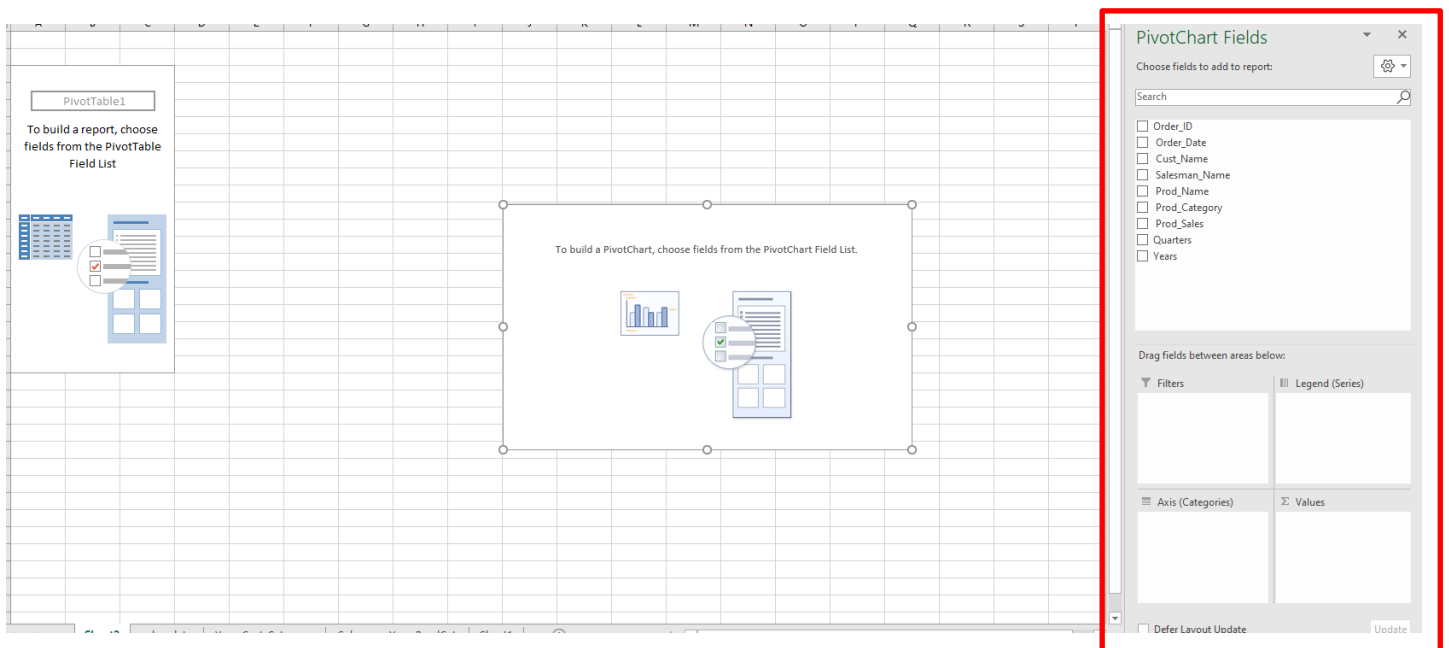 PivotTable1
To build a report, choose
fields from the PivotTable
Field List
To build a PivotChart, choose fields from the PivotChart Field List.
PivotChart Fields
Choose fields to add to report:
Search
Order_ID
Order_Date
Cust_Name
Salesman_Name
Prod_Name
Prod_Category
Prod_Sales
Quarters
Years
Drag fields between areas below:
Filters
Legend (Series)
Axis (Categories)
Σ Values
Defer Layout Update
Update